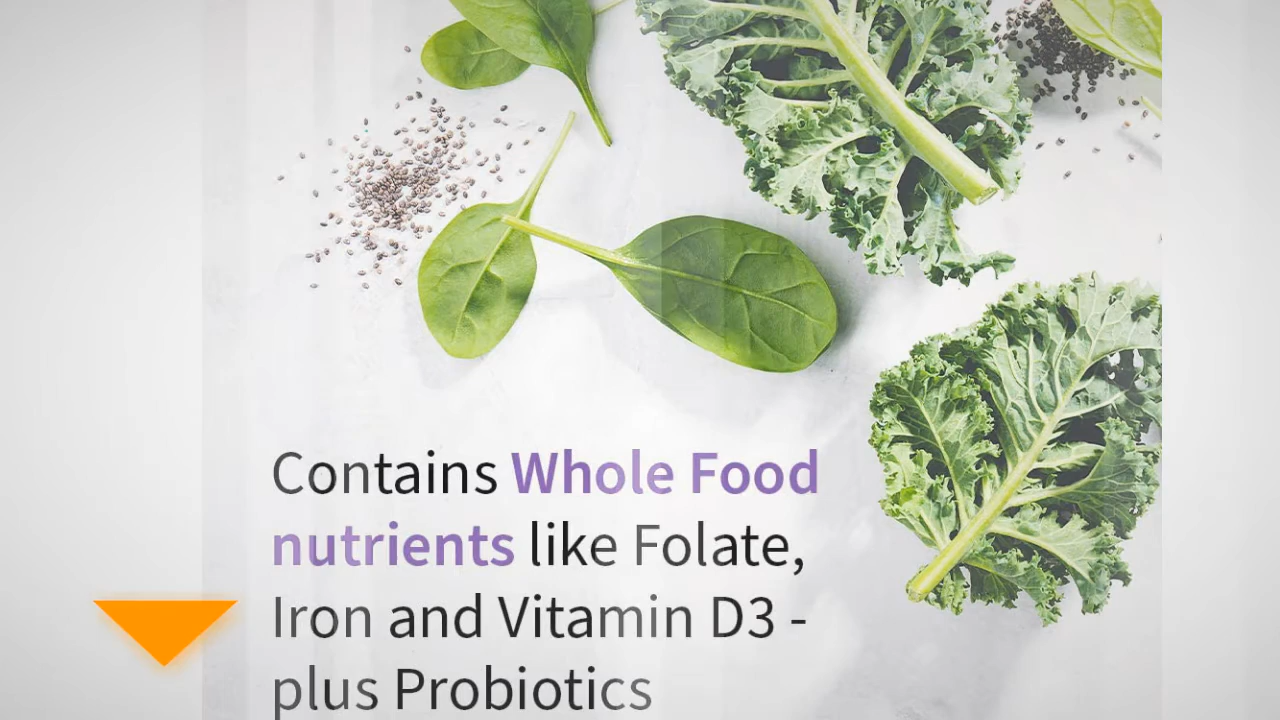 Contains Whole Food
nutrients like Folate,
Iron and Vitamin D3 -
plus Probiotics